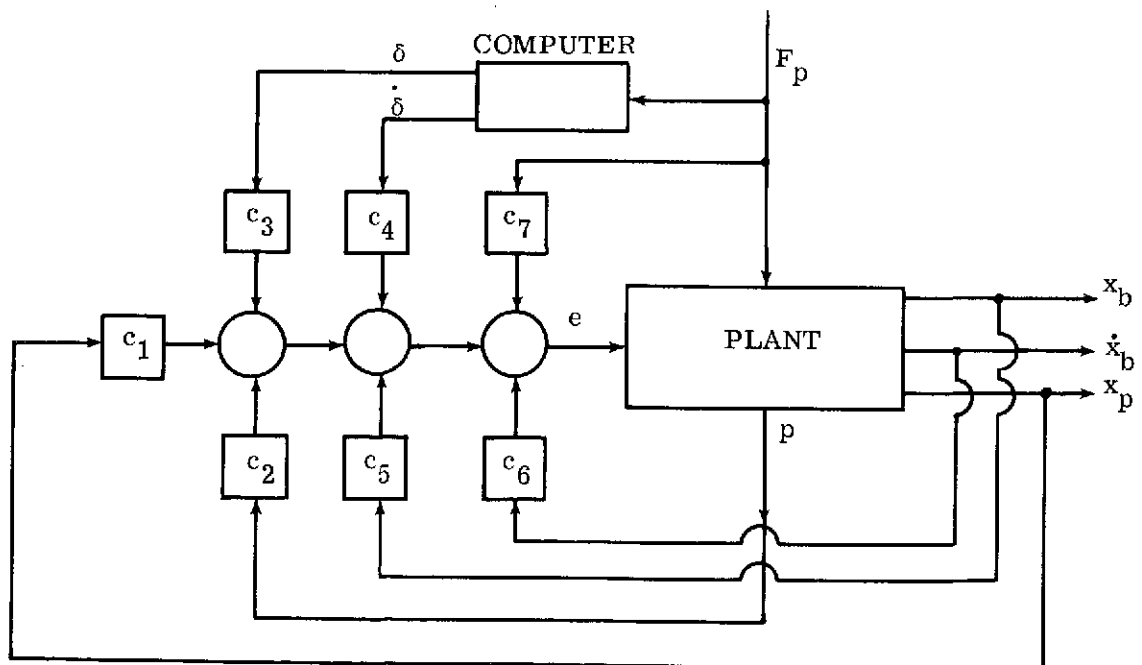 COMPUTER
δ
F_p
δ̇
c_3
c_4
c_7
x_b
e
c_1
PLANT
ẋ_b
x_p
p
c_2
c_5
c_6